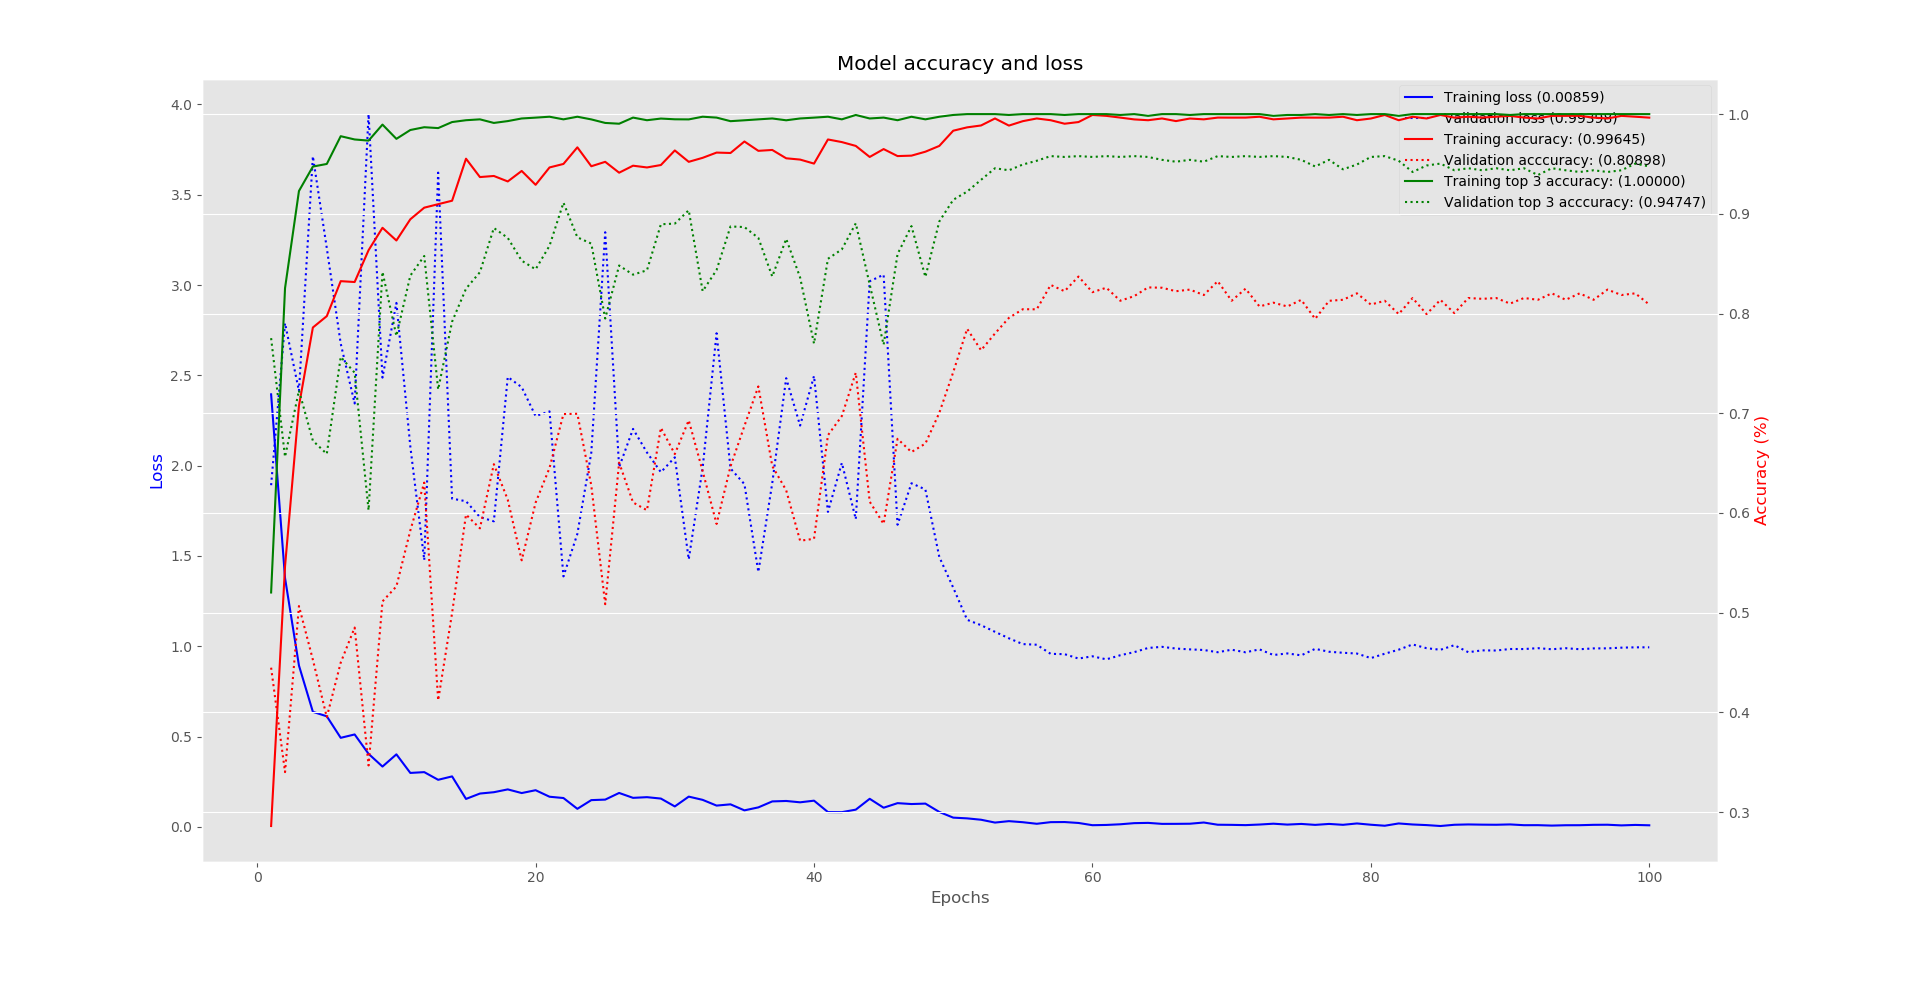 Model accuracy and loss
Training loss (0.00859)
Validation loss (0.99398)
Training accuracy: (0.99645)
Validation acccuracy: (0.80898)
Training top 3 accuracy: (1.00000)
Validation top 3 acccuracy: (0.94747)
4.0
3.5
3.0
2.5
2.0
1.5
1.0
0.5
0.0
Loss
1.0
0.9
0.8
0.7
0.6
0.5
0.4
0.3
Accuracy (%)
0 20 40 60 80 100
Epochs